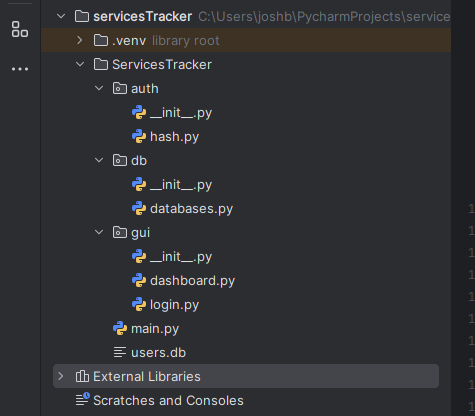 servicesTracker C:\Users\joshb\PycharmProjects\service
.venv library root
ServicesTracker
auth
__init__.py
hash.py
db
__init__.py
databases.py
gui
__init__.py
dashboard.py
login.py
main.py
users.db
External Libraries
Scratches and Consoles